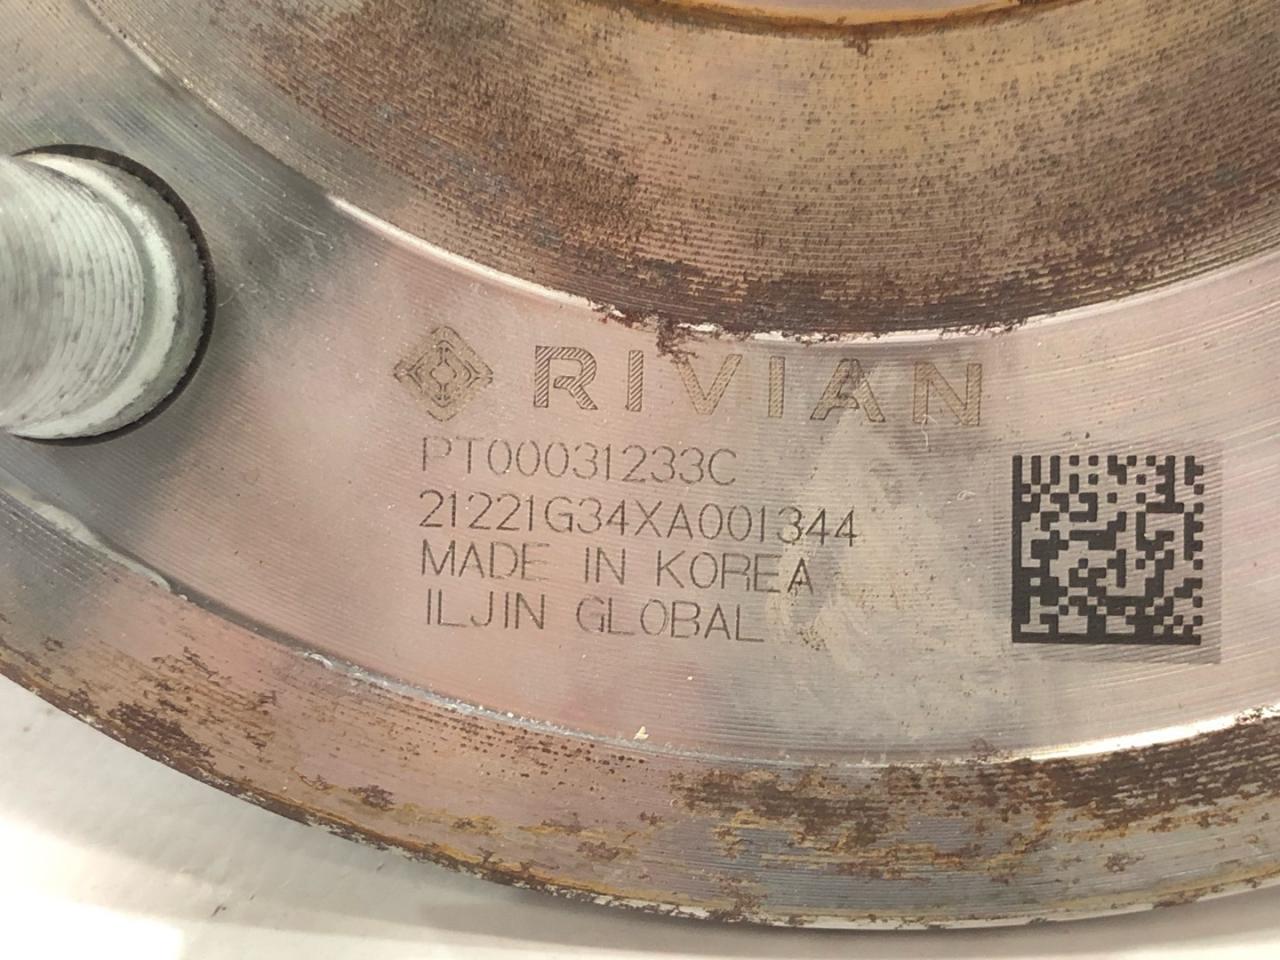 RIVIAN
PT00031233C
21221G34XA001344
MADE IN KOREA
ILJIN GLOBAL